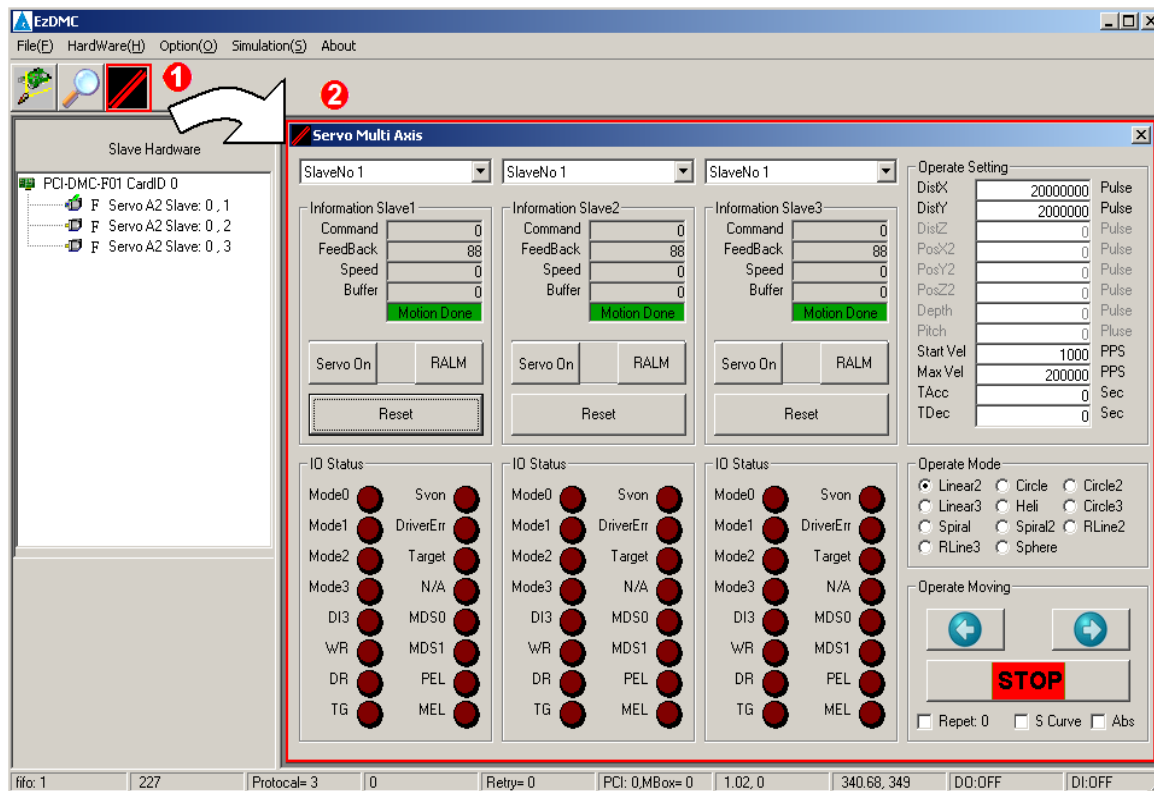 EzDMC
File(F) HardWare(H) Option(O) Simulation(S) About
1
2
Slave Hardware
PCI-DMC-F01 CardID 0
F Servo A2 Slave: 0 , 1
F Servo A2 Slave: 0 , 2
F Servo A2 Slave: 0 , 3
Servo Multi Axis
SlaveNo 1 SlaveNo 1 SlaveNo 1
Information Slave1
Command 0
FeedBack 88
Speed 0
Buffer 0
Motion Done
Servo On RALM
Reset
Information Slave2
Command 0
FeedBack 88
Speed 0
Buffer 0
Motion Done
Servo On RALM
Reset
Information Slave3
Command 0
FeedBack 88
Speed 0
Buffer 0
Motion Done
Servo On RALM
Reset
Operate Setting
DistX 20000000 Pulse
DistY 2000000 Pulse
DistZ 0 Pulse
PosX2 0 Pulse
PosY2 0 Pulse
PosZ2 0 Pulse
Depth 0 Pulse
Pitch 0 Pluse
Start Vel 1000 PPS
Max Vel 200000 PPS
TAcc 0 Sec
TDec 0 Sec
IO Status
Mode0 Svon
Mode1 DriverErr
Mode2 Target
Mode3 N/A
DI3 MDS0
WR MDS1
DR PEL
TG MEL
IO Status
Mode0 Svon
Mode1 DriverErr
Mode2 Target
Mode3 N/A
DI3 MDS0
WR MDS1
DR PEL
TG MEL
IO Status
Mode0 Svon
Mode1 DriverErr
Mode2 Target
Mode3 N/A
DI3 MDS0
WR MDS1
DR PEL
TG MEL
Operate Mode
Linear2 Circle Circle2
Linear3 Heli Circle3
Spiral Spiral2 RLine2
RLine3 Sphere
Operate Moving
STOP
Repet: 0 S Curve Abs
fifo: 1 227 Protocal= 3 0 Retry= 0 PCI: 0,MBox= 0 1.02, 0 340.68, 349 DO:OFF DI:OFF